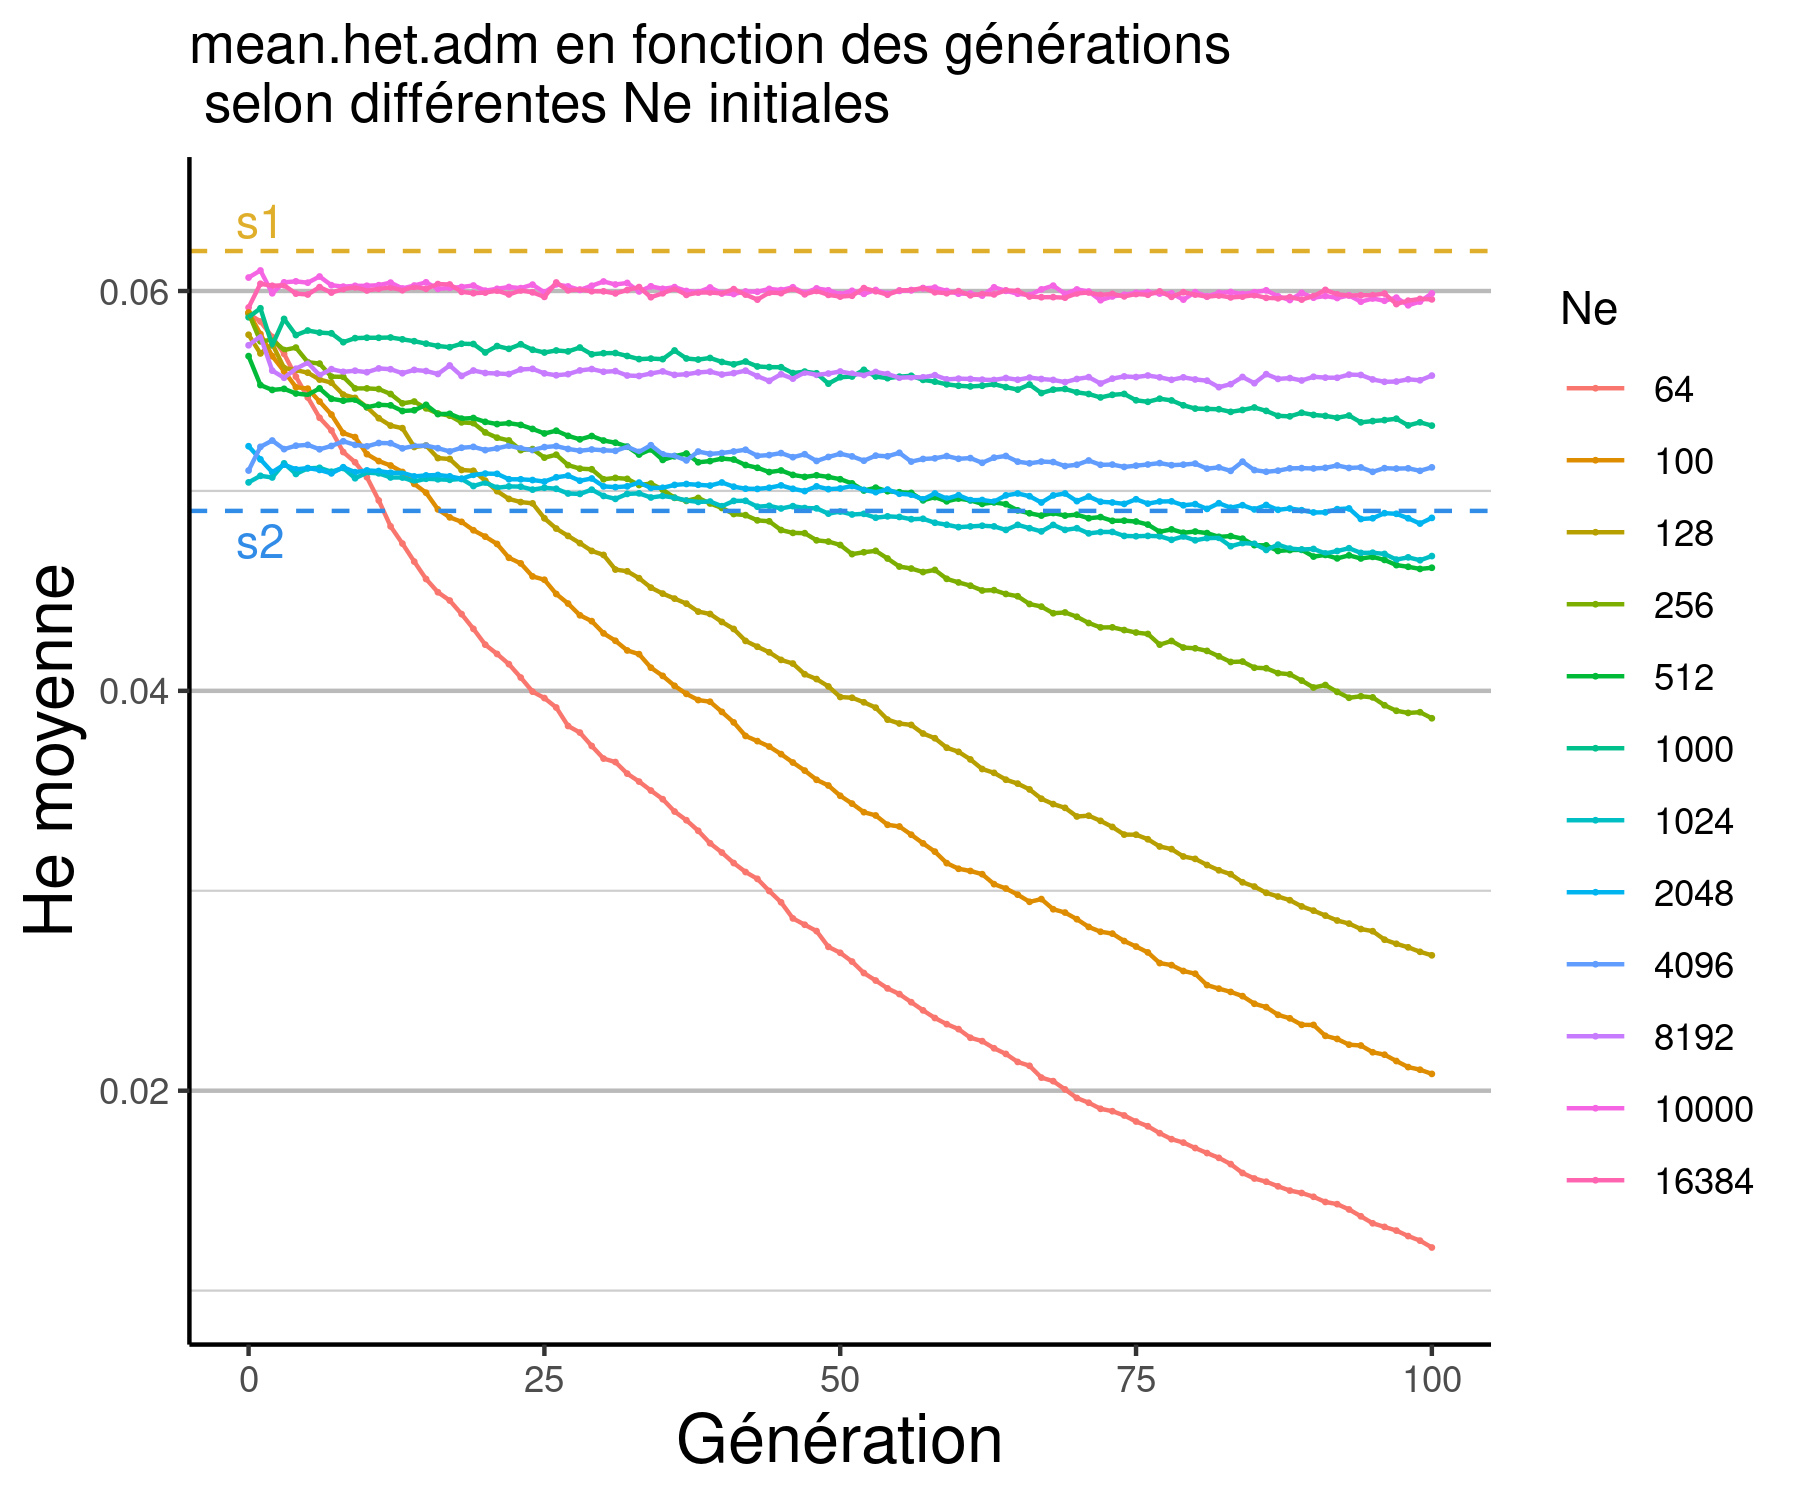 mean.het.adm en fonction des générations
selon différentes Ne initiales
s1
s2
0.06
0.04
0.02
He moyenne
0 25 50 75 100
Génération
Ne
64
100
128
256
512
1000
1024
2048
4096
8192
10000
16384